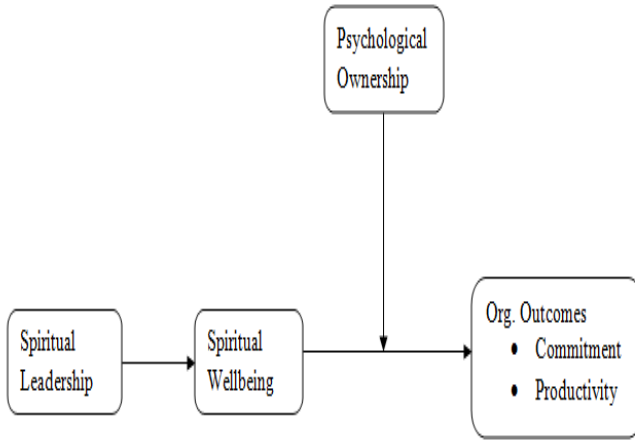 Psychological
Ownership
Spiritual
Leadership
Spiritual
Wellbeing
Org. Outcomes
• Commitment
• Productivity